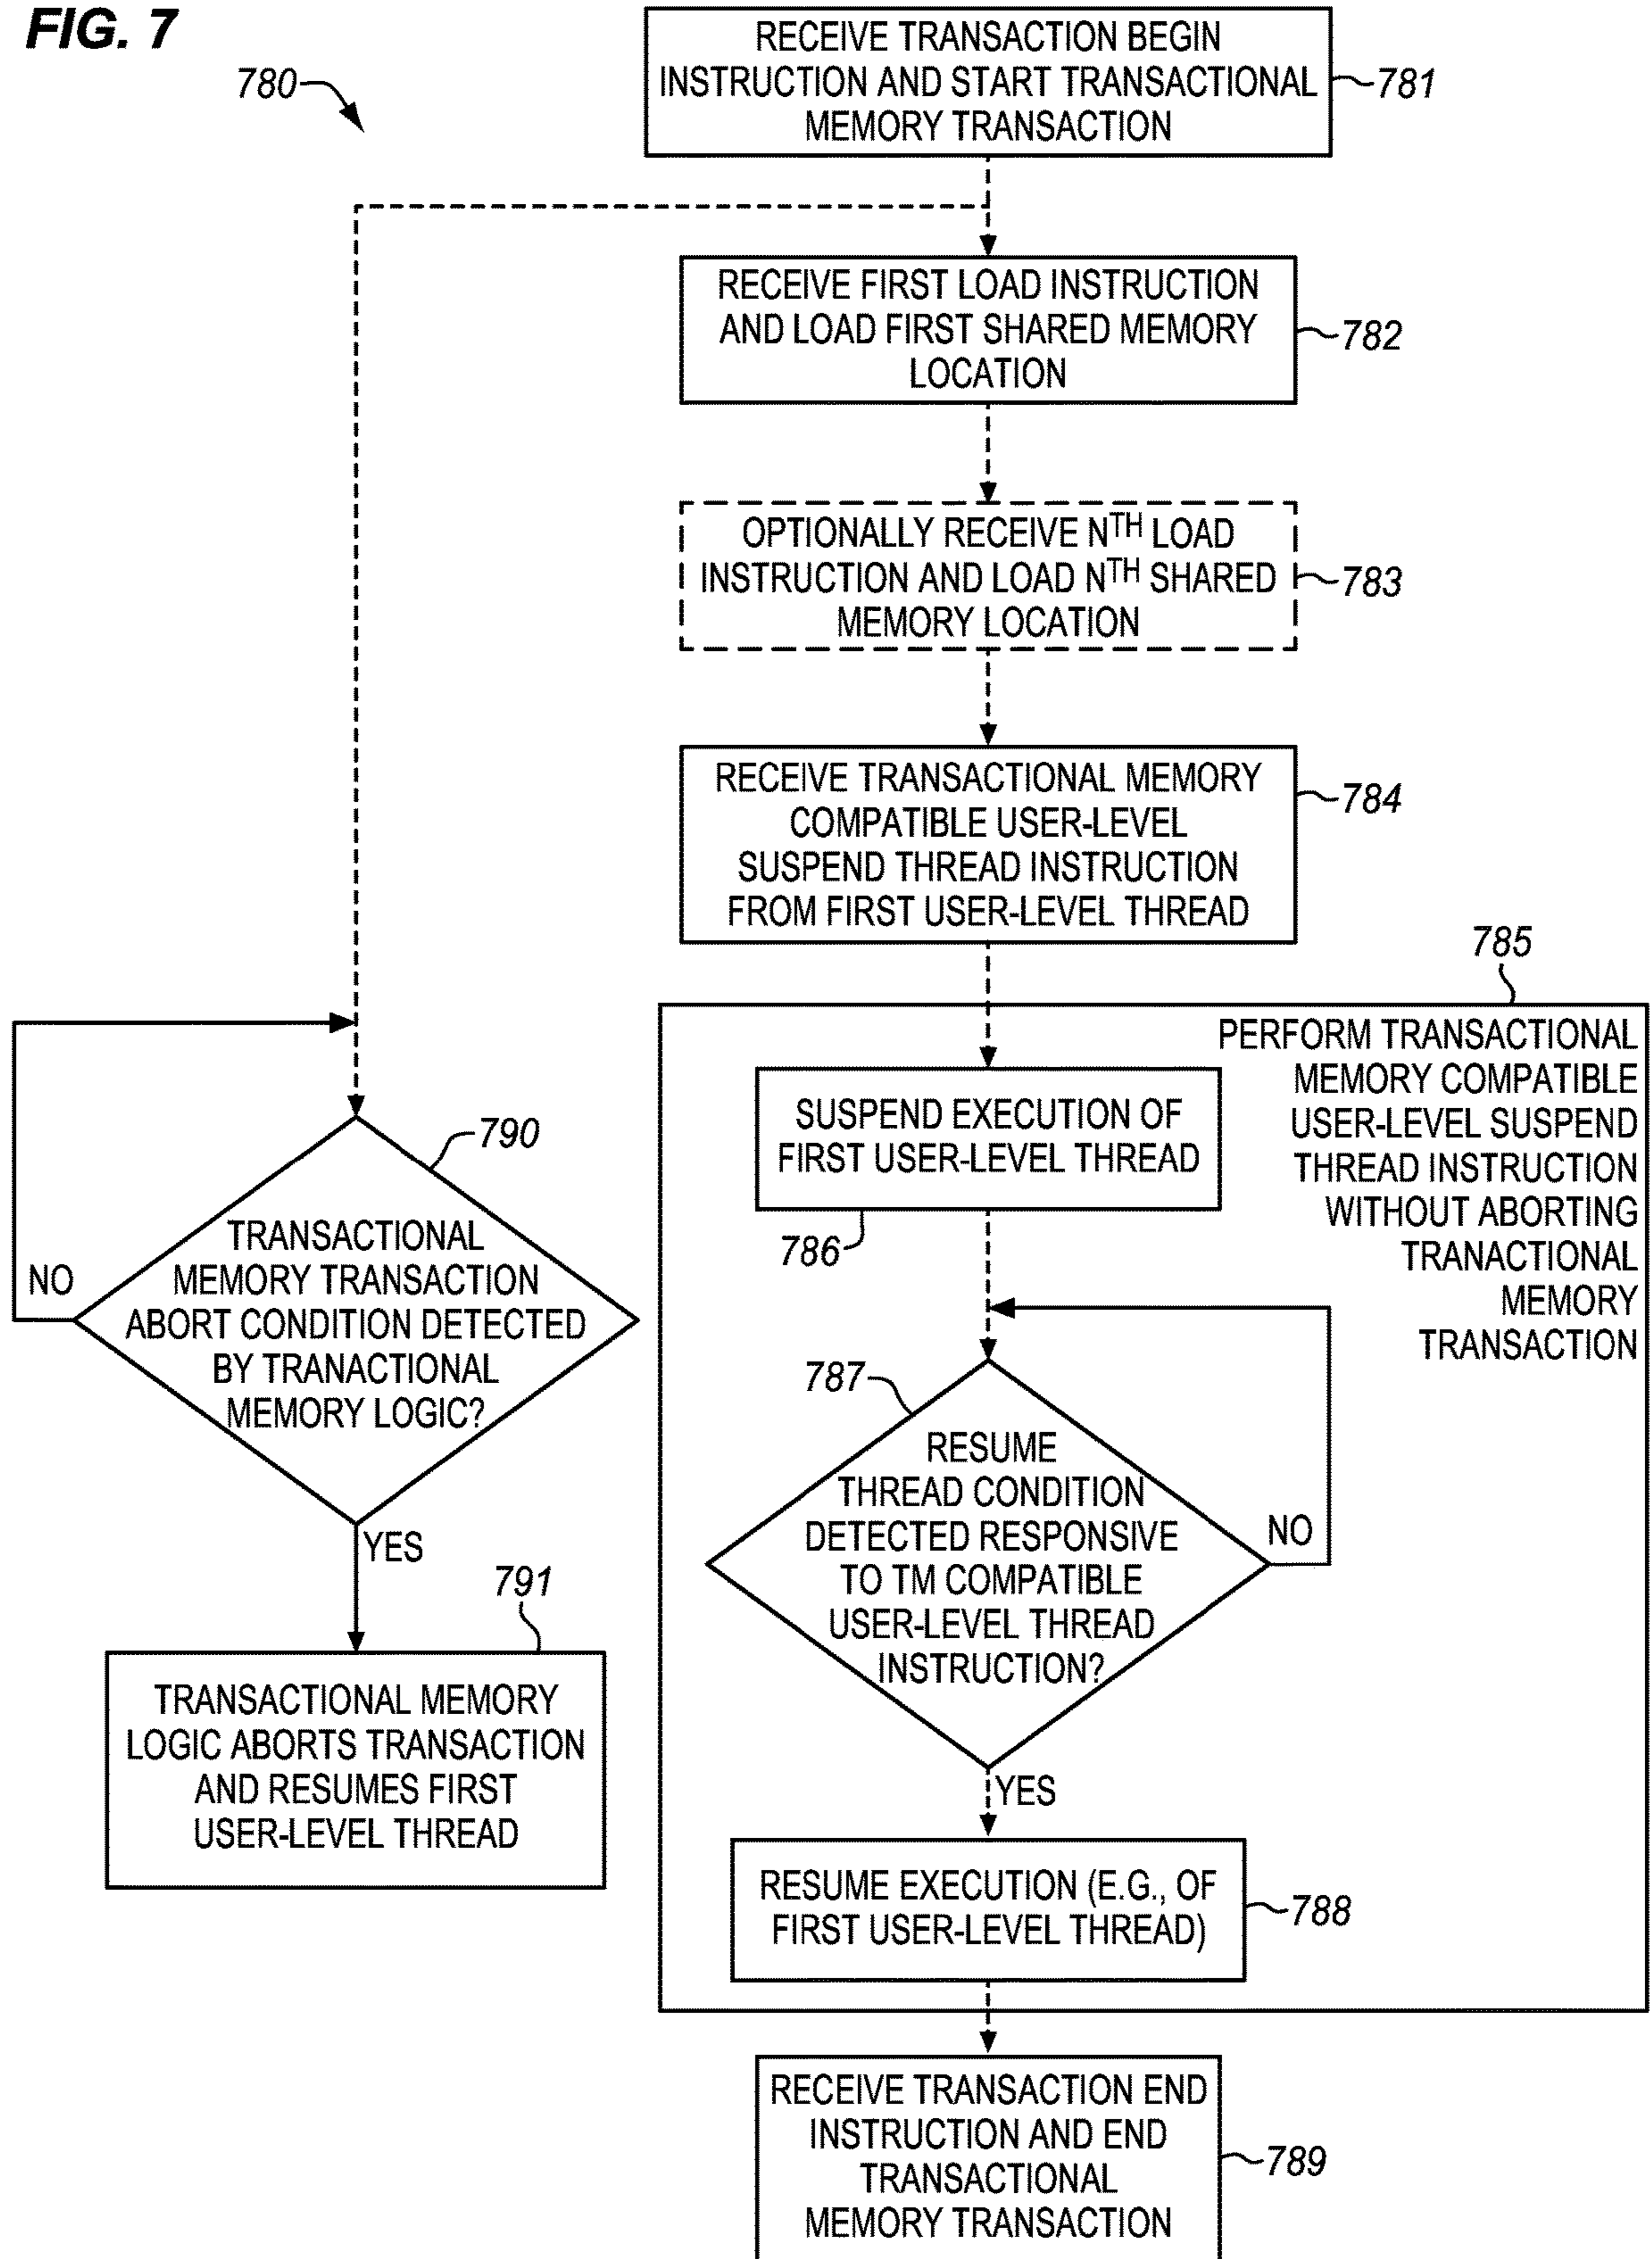 FIG. 7
780
RECEIVE TRANSACTION BEGIN
INSTRUCTION AND START TRANSACTIONAL
MEMORY TRANSACTION
781
RECEIVE FIRST LOAD INSTRUCTION
AND LOAD FIRST SHARED MEMORY
LOCATION
782
OPTIONALLY RECEIVE NTH LOAD
INSTRUCTION AND LOAD NTH SHARED
MEMORY LOCATION
783
RECEIVE TRANSACTIONAL MEMORY
COMPATIBLE USER-LEVEL
SUSPEND THREAD INSTRUCTION
FROM FIRST USER-LEVEL THREAD
784
785
PERFORM TRANSACTIONAL
MEMORY COMPATIBLE
USER-LEVEL SUSPEND
THREAD INSTRUCTION
WITHOUT ABORTING
TRANACTIONAL
MEMORY
TRANSACTION
SUSPEND EXECUTION OF
FIRST USER-LEVEL THREAD
786
787
RESUME
THREAD CONDITION
DETECTED RESPONSIVE
TO TM COMPATIBLE
USER-LEVEL THREAD
INSTRUCTION?
NO
YES
RESUME EXECUTION (E.G., OF
FIRST USER-LEVEL THREAD)
788
RECEIVE TRANSACTION END
INSTRUCTION AND END
TRANSACTIONAL
MEMORY TRANSACTION
789
790
TRANSACTIONAL
MEMORY TRANSACTION
ABORT CONDITION DETECTED
BY TRANACTIONAL
MEMORY LOGIC?
NO
YES
791
TRANSACTIONAL MEMORY
LOGIC ABORTS TRANSACTION
AND RESUMES FIRST
USER-LEVEL THREAD